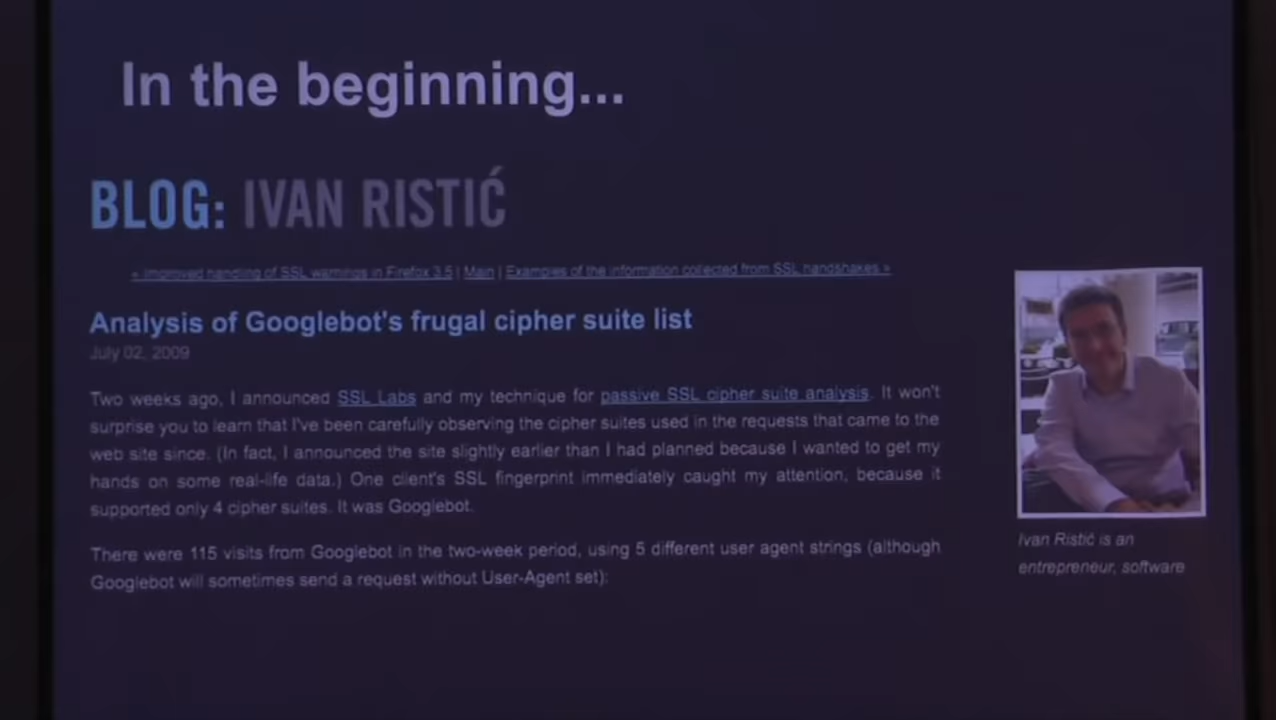 In the beginning...
BLOG: IVAN RISTIĆ
« Improved handling of SSL warnings in Firefox 3.5 | Main | Examples of the information collected from SSL handshakes »
Analysis of Googlebot's frugal cipher suite list
July 02, 2009
Two weeks ago, I announced SSL Labs and my technique for passive SSL cipher suite analysis. It won't
surprise you to learn that I've been carefully observing the cipher suites used in the requests that came to the
web site since. (In fact, I announced the site slightly earlier than I had planned because I wanted to get my
hands on some real-life data.) One client's SSL fingerprint immediately caught my attention, because it
supported only 4 cipher suites. It was Googlebot.
There were 115 visits from Googlebot in the two-week period, using 5 different user agent strings (although
Googlebot will sometimes send a request without User-Agent set):
Ivan Ristić is an
entrepreneur, software